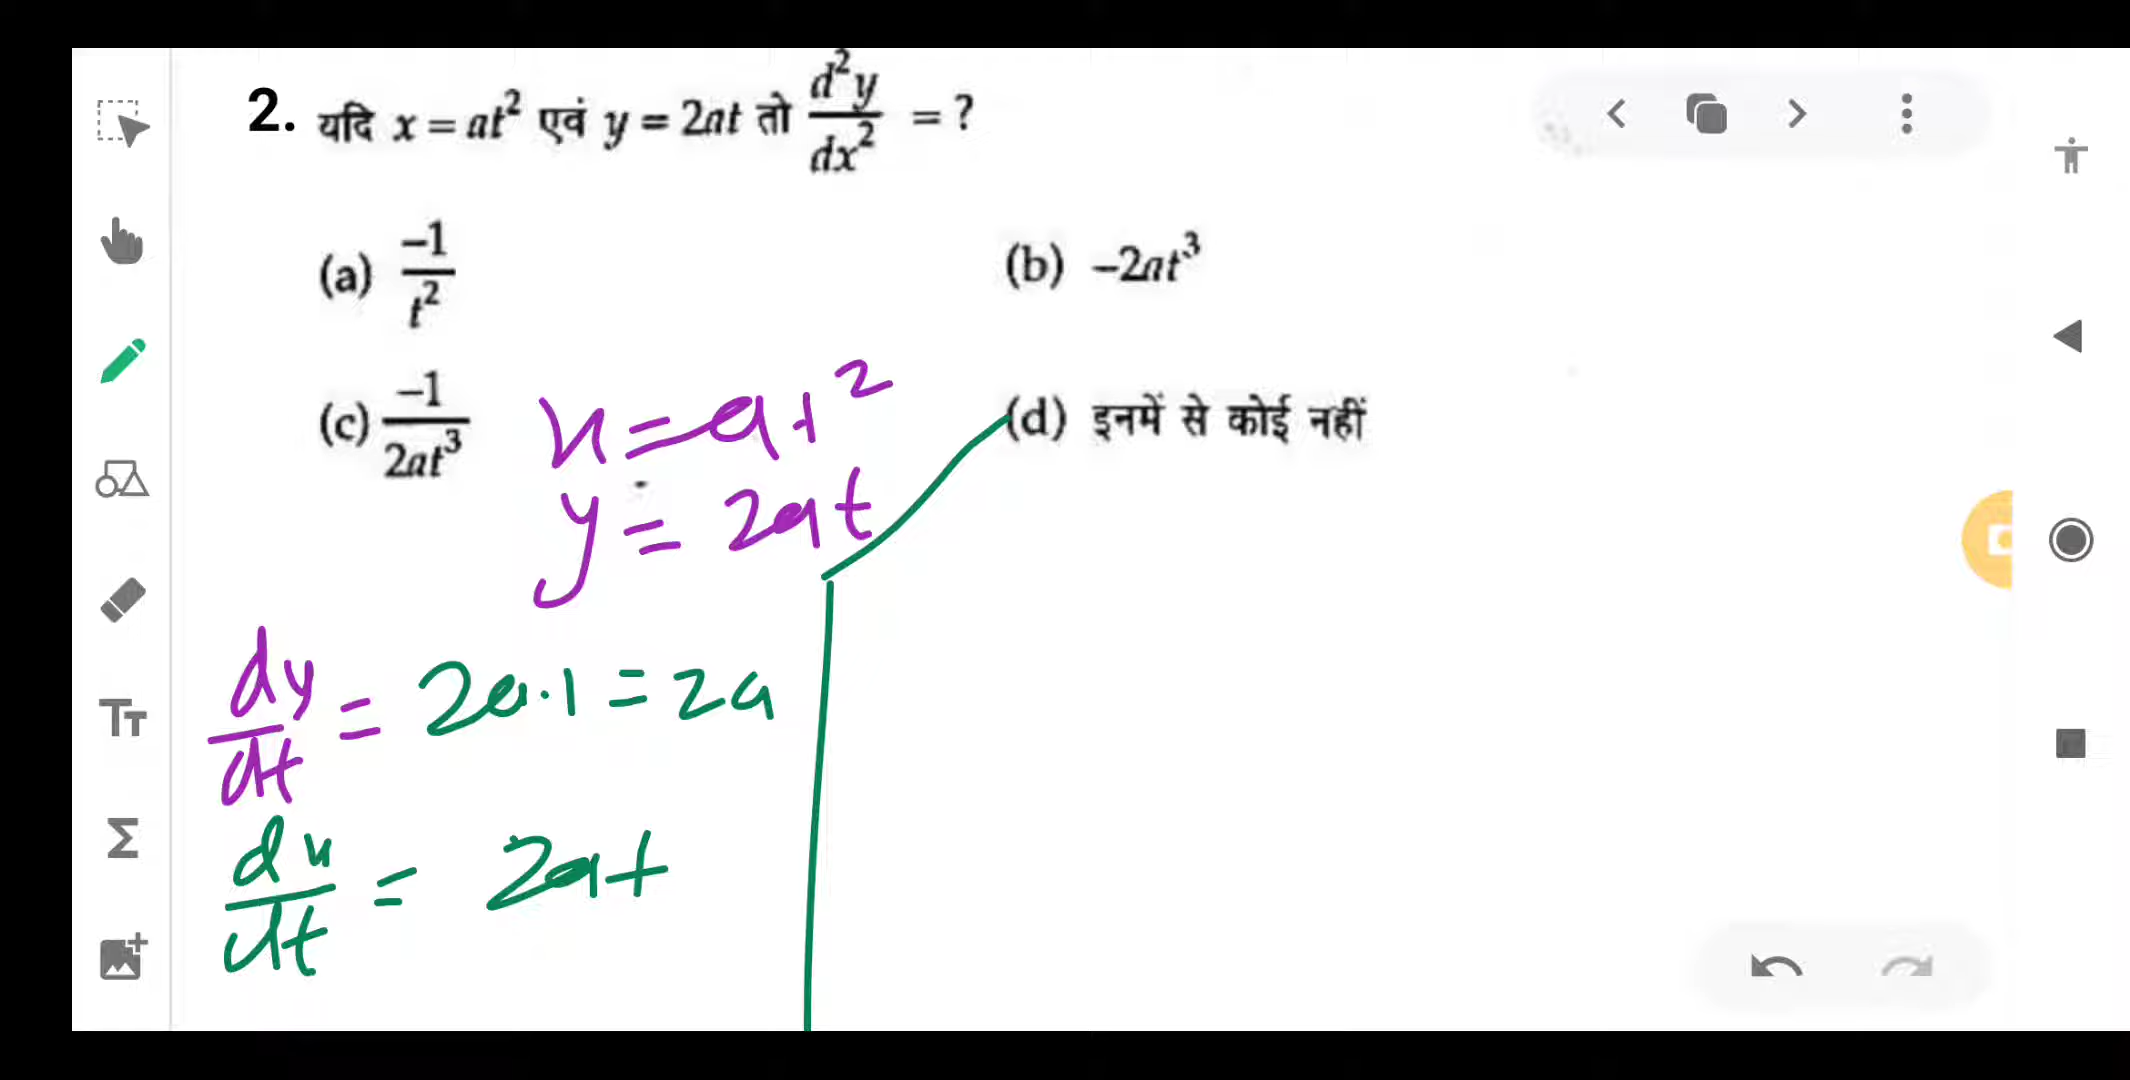 2. यदि x = at² एवं y = 2at तो d²y/dx² = ?
(a) -1/t²
(b) -2at³
(c) -1/2at³
(d) इनमें से कोई नहीं
x = at²
y = 2at
dy/dt = 2a·1 = 2a
dx/dt = 2at